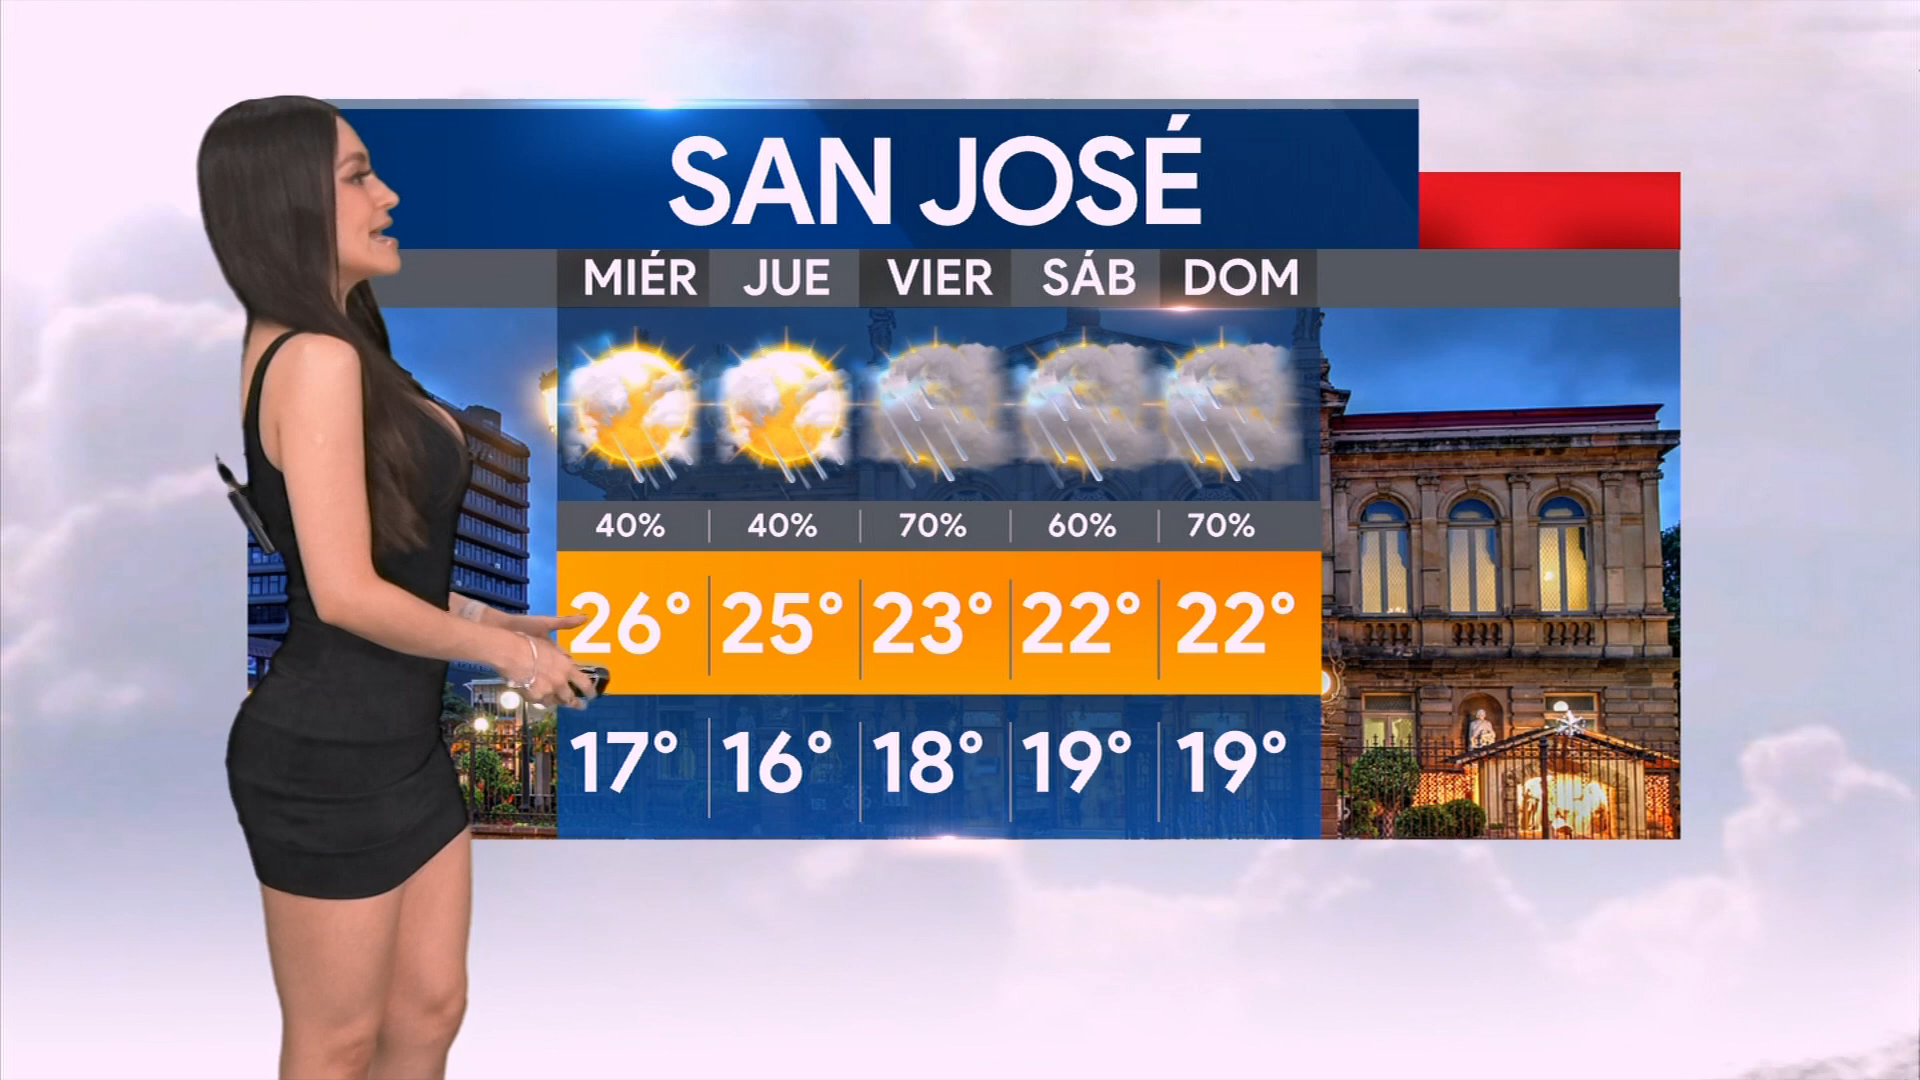 SAN JOSÉ
MIÉR JUE VIER SÁB DOM
40% 40% 70% 60% 70%
26° 25° 23° 22° 22°
17° 16° 18° 19° 19°